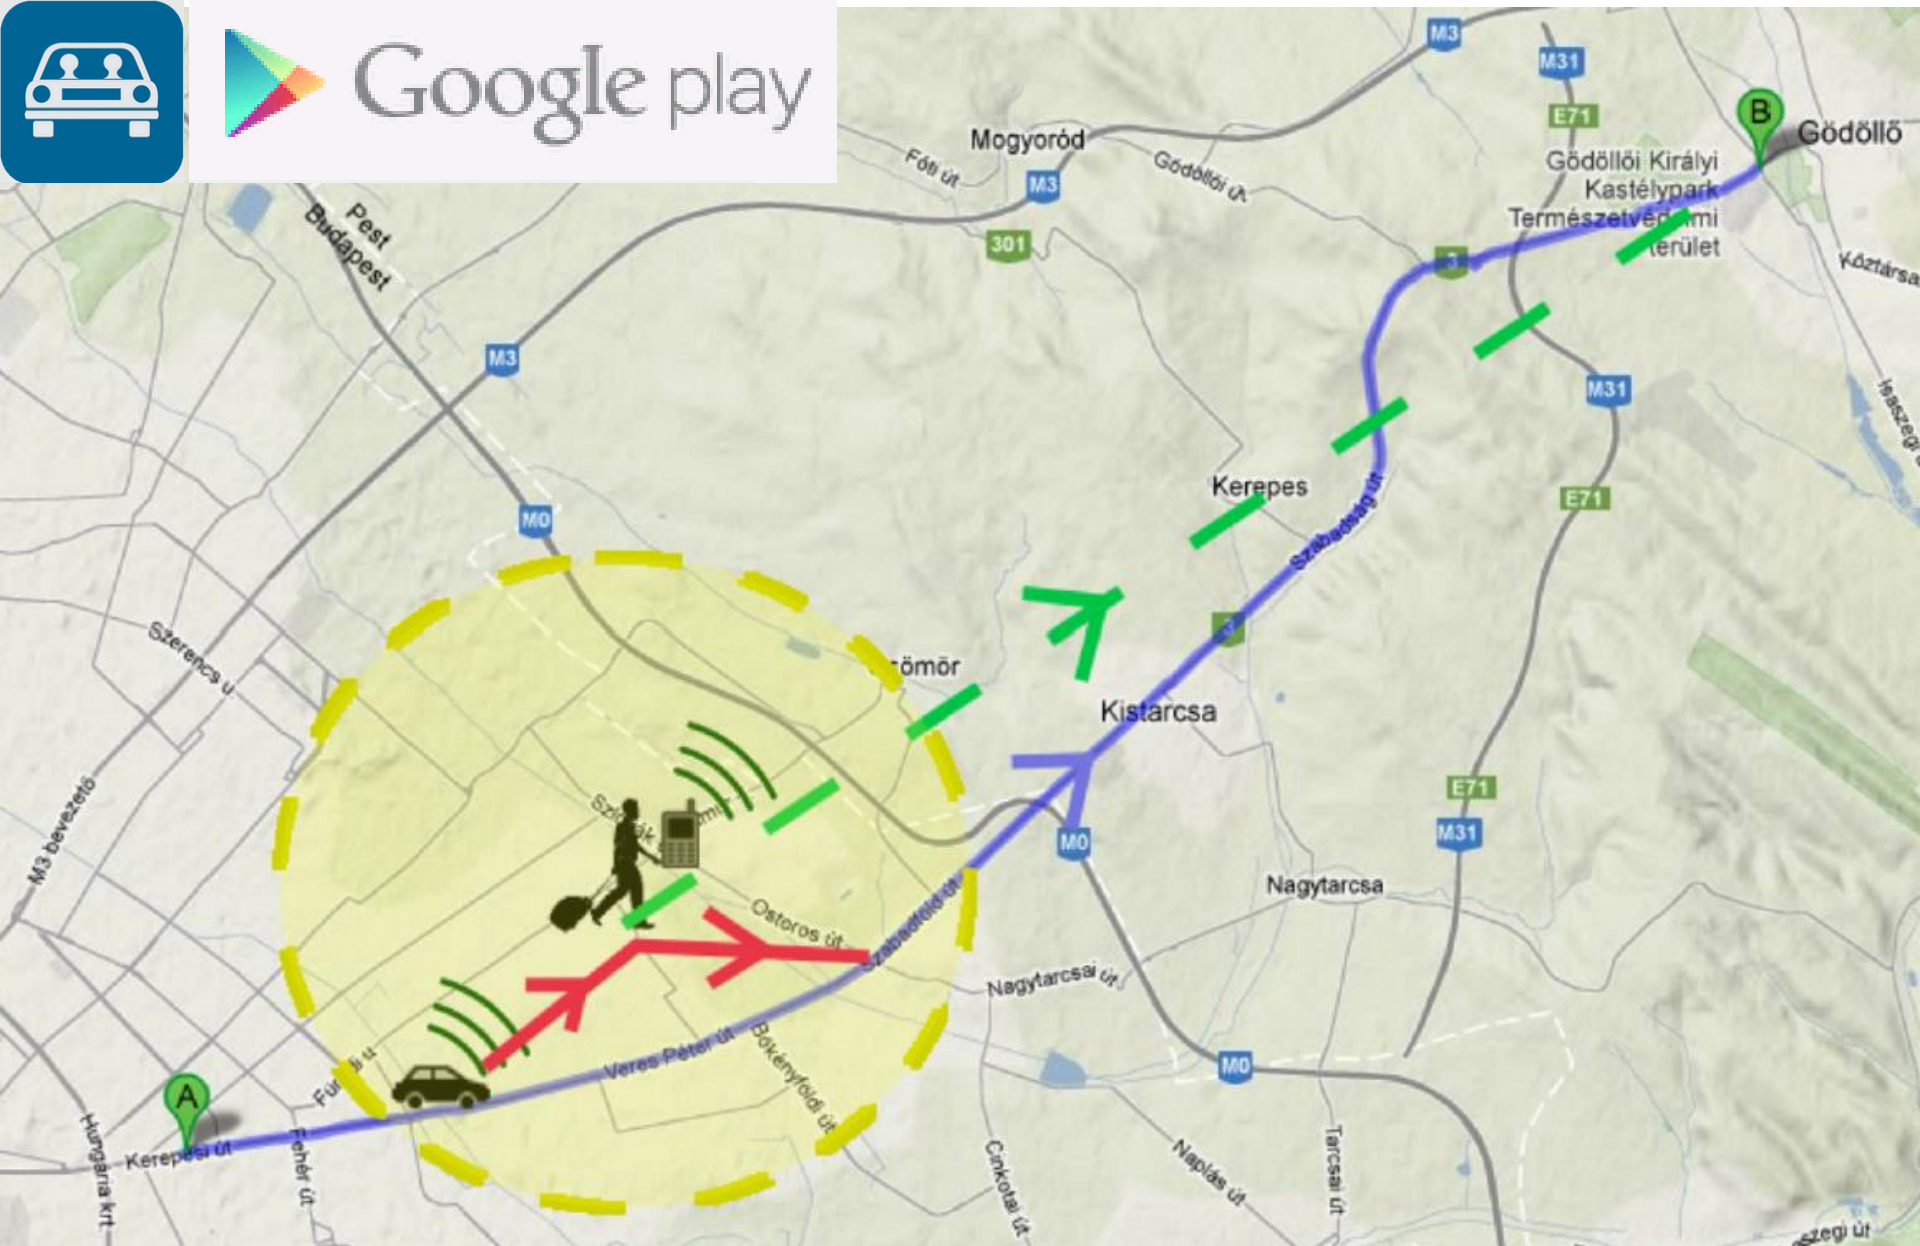 Google play
M3
M31
E71
B
Gödöllő
Mogyoród
Fóti út
M3
Gödöllői út
Gödöllői Királyi
Kastélypark
Természetvédelmi
terület
Pest
Budapest
301
3
M3
M31
Isaszegi
Kerepes
E71
M0
Szabadság út
Szerencs u
Kistarcsa
M3 bevezető
E71
M31
M0
Nagytarcsa
Ostoros út
Szabadföld út
Nagytarcsai út
Veres Péter út
Bökényföldi út
M0
A
Kerepesi út
Hungária krt.
Fehér út
Cinkotai út
Naplás út
Tarcsai út